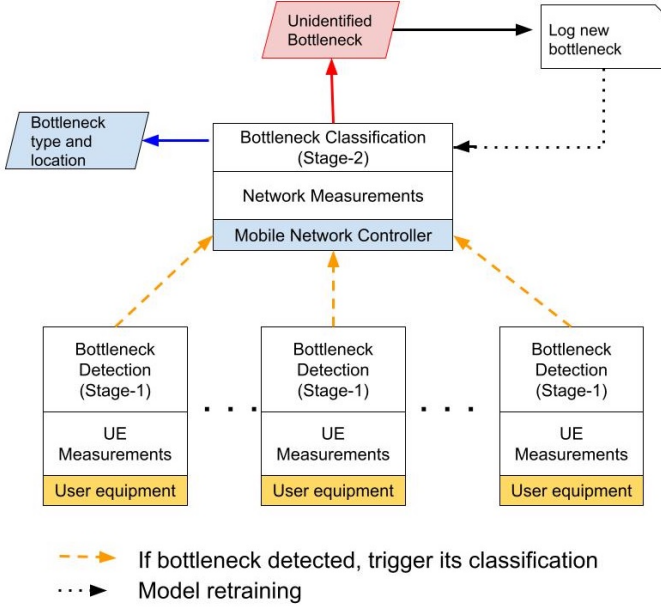 Unidentified
Bottleneck
Log new
bottleneck
Bottleneck
type and
location
Bottleneck Classification
(Stage-2)
Network Measurements
Mobile Network Controller
Bottleneck
Detection
(Stage-1)
UE
Measurements
User equipment
. . .
Bottleneck
Detection
(Stage-1)
UE
Measurements
User equipment
. . .
Bottleneck
Detection
(Stage-1)
UE
Measurements
User equipment
If bottleneck detected, trigger its classification
Model retraining